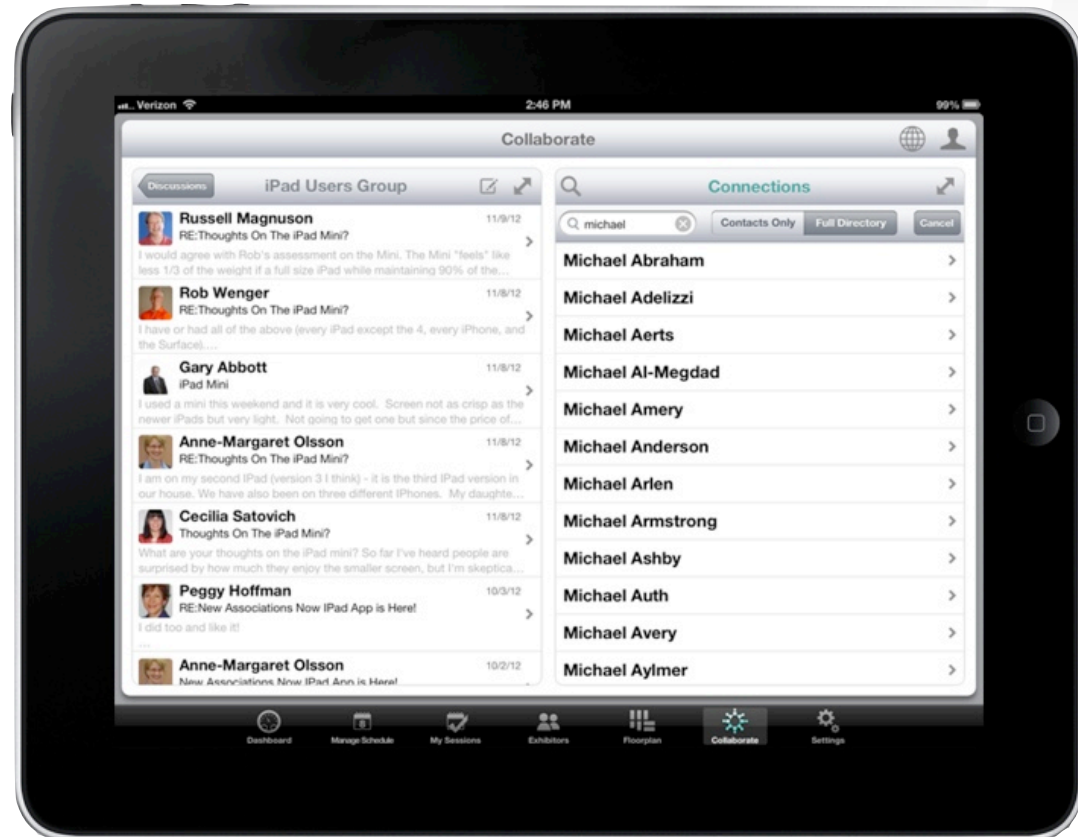 Verizon 2:46 PM 99%
Collaborate
Discussions iPad Users Group
Russell Magnuson 11/9/12
RE:Thoughts On The iPad Mini?
I would agree with Rob's assessment on the Mini. The Mini "feels" like
less 1/3 of the weight if a full size iPad while maintaining 90% of the...
Rob Wenger 11/8/12
RE:Thoughts On The iPad Mini?
I have or had all of the above (every iPad except the 4, every iPhone, and
the Surface)....
Gary Abbott 11/8/12
iPad Mini
I used a mini this weekend and it is very cool. Screen not as crisp as the
newer iPads but very light. Not going to get one but since the price of...
Anne-Margaret Olsson 11/8/12
RE:Thoughts On The iPad Mini?
I am on my second IPad (version 3 I think) - it is the third IPad version in
our house. We have also been on three different IPhones. My daughte...
Cecilia Satovich 11/8/12
Thoughts On The iPad Mini?
What are your thoughts on the iPad mini? So far I've heard people are
surprised by how much they enjoy the smaller screen, but I'm skeptica...
Peggy Hoffman 10/3/12
RE:New Associations Now IPad App is Here!
I did too and like it!
...
Anne-Margaret Olsson 10/2/12
New Associations Now IPad App is Here!
Connections
michael Contacts Only Full Directory Cancel
Michael Abraham
Michael Adelizzi
Michael Aerts
Michael Al-Megdad
Michael Amery
Michael Anderson
Michael Arlen
Michael Armstrong
Michael Ashby
Michael Auth
Michael Avery
Michael Aylmer
Dashboard Manage Schedule My Sessions Exhibitors Floorplan Collaborate Settings